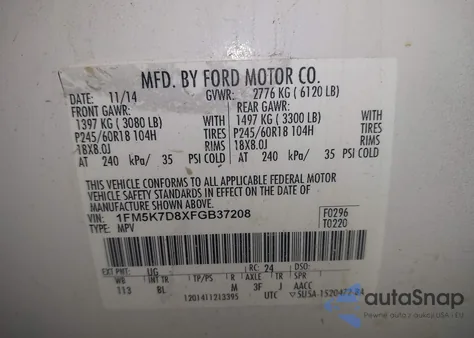 MFD. BY FORD MOTOR CO.
DATE: 11/14 GVWR: 2776 KG ( 6120 LB)
FRONT GAWR: REAR GAWR:
1397 KG ( 3080 LB) WITH 1497 KG ( 3300 LB) WITH
P245/60R18 104H TIRES P245/60R18 104H TIRES
18X8.0J RIMS 18X8.0J RIMS
AT 240 kPa/ 35 PSI COLD AT 240 kPa/ 35 PSI COLD
THIS VEHICLE CONFORMS TO ALL APPLICABLE FEDERAL MOTOR
VEHICLE SAFETY STANDARDS IN EFFECT ON THE DATE OF
MANUFACTURE SHOWN ABOVE.
VIN: 1FM5K7D8XFGB37208 F0296
TYPE: MPV T0220
EXT PNT: UG RC: 24 DSO:
WB INT TR TP/PS R AXLE TR SPR
113 BL M 3F J AACC
1201411213395 UTC
autoSnap